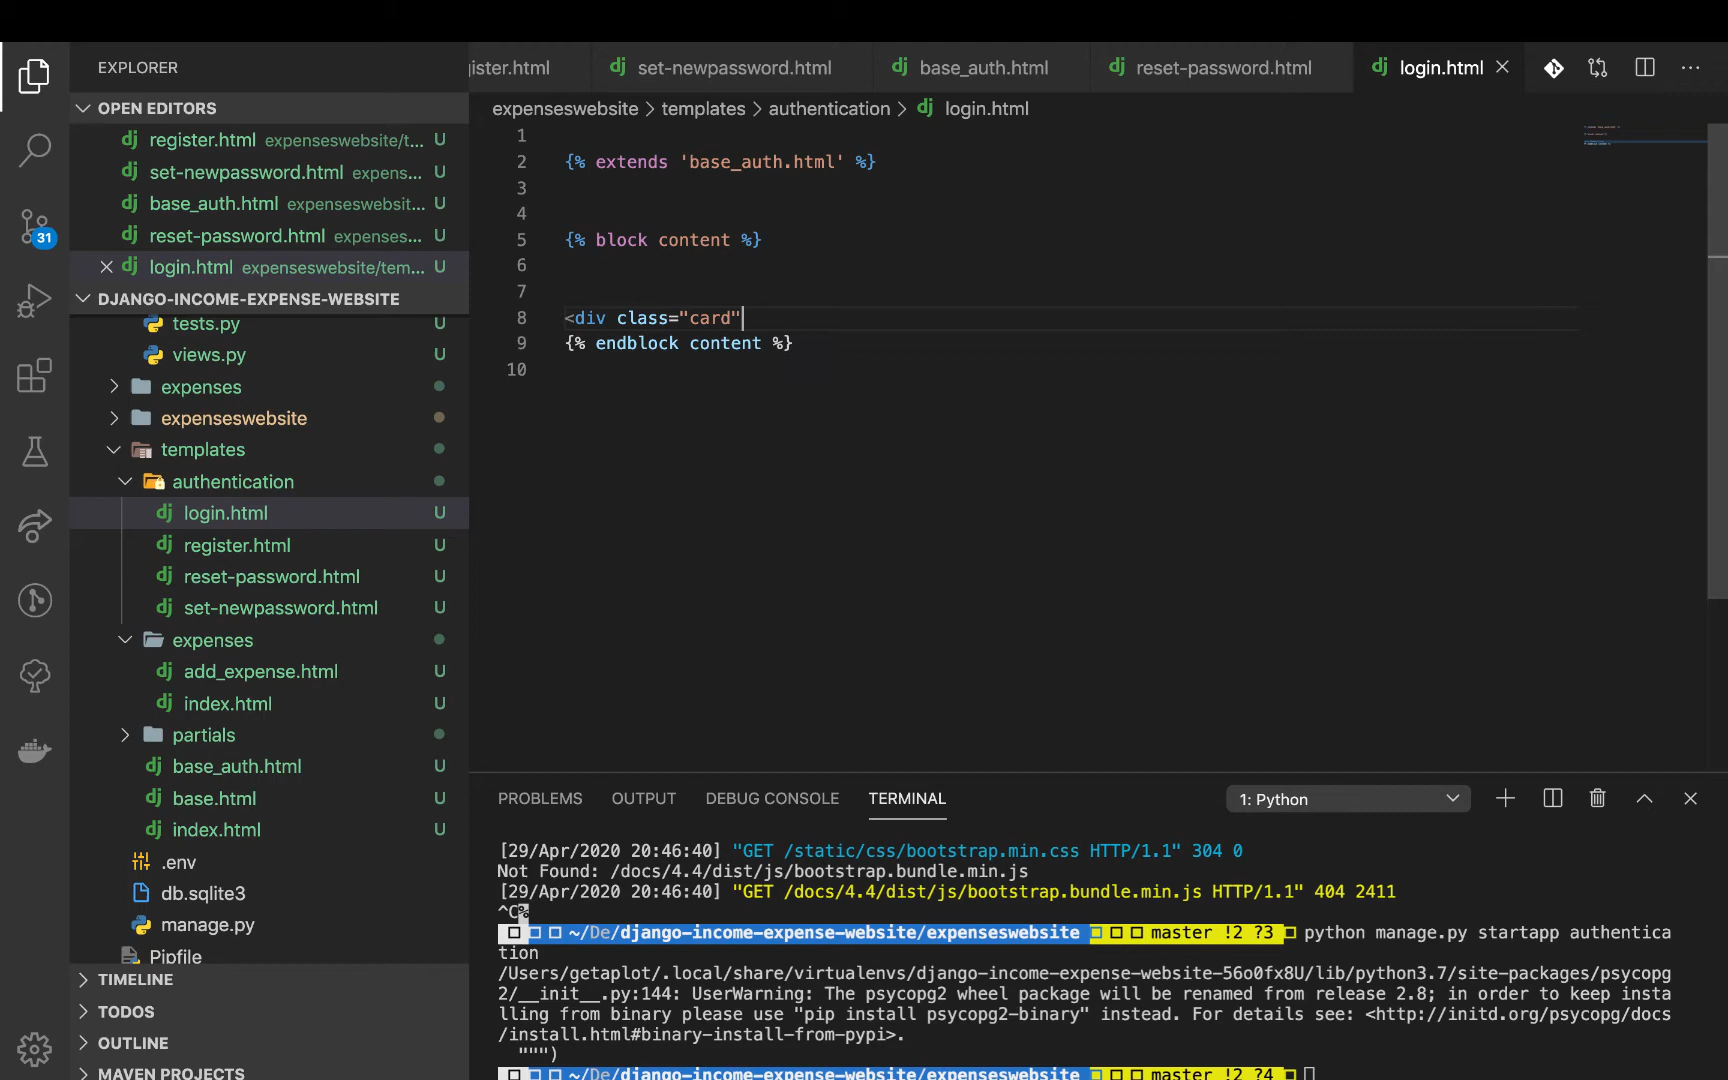 EXPLORER
OPEN EDITORS
register.html expenseswebsite/t... U
set-newpassword.html expens... U
base_auth.html expenseswebsit... U
reset-password.html expenses... U
login.html expenseswebsite/tem... U
DJANGO-INCOME-EXPENSE-WEBSITE
tests.py
views.py
expenses
expenseswebsite
templates
authentication
login.html U
register.html U
reset-password.html U
set-newpassword.html U
expenses
add_expense.html U
index.html U
partials
base_auth.html U
base.html U
index.html U
.env
db.sqlite3
manage.py
Pipfile
TIMELINE
TODOS
OUTLINE
MAVEN PROJECTS
31
ister.html set-newpassword.html base_auth.html reset-password.html login.html
expenseswebsite > templates > authentication > login.html
1
2 {% extends 'base_auth.html' %}
3
4
5 {% block content %}
6
7
8 <div class="card"
9 {% endblock content %}
10
PROBLEMS OUTPUT DEBUG CONSOLE TERMINAL 1: Python
[29/Apr/2020 20:46:40] "GET /static/css/bootstrap.min.css HTTP/1.1" 304 0
Not Found: /docs/4.4/dist/js/bootstrap.bundle.min.js
[29/Apr/2020 20:46:40] "GET /docs/4.4/dist/js/bootstrap.bundle.min.js HTTP/1.1" 404 2411
^C%
~/De/django-income-expense-website/expenseswebsite master !2 ?3 python manage.py startapp authentica
tion
/Users/getaplot/.local/share/virtualenvs/django-income-expense-website-56o0fx8U/lib/python3.7/site-packages/psycopg
2/__init__.py:144: UserWarning: The psycopg2 wheel package will be renamed from release 2.8; in order to keep insta
lling from binary please use "pip install psycopg2-binary" instead. For details see: <http://initd.org/psycopg/docs
/install.html#binary-install-from-pypi>.
""")
~/De/django-income-expense-website/expenseswebsite master !2 ?4